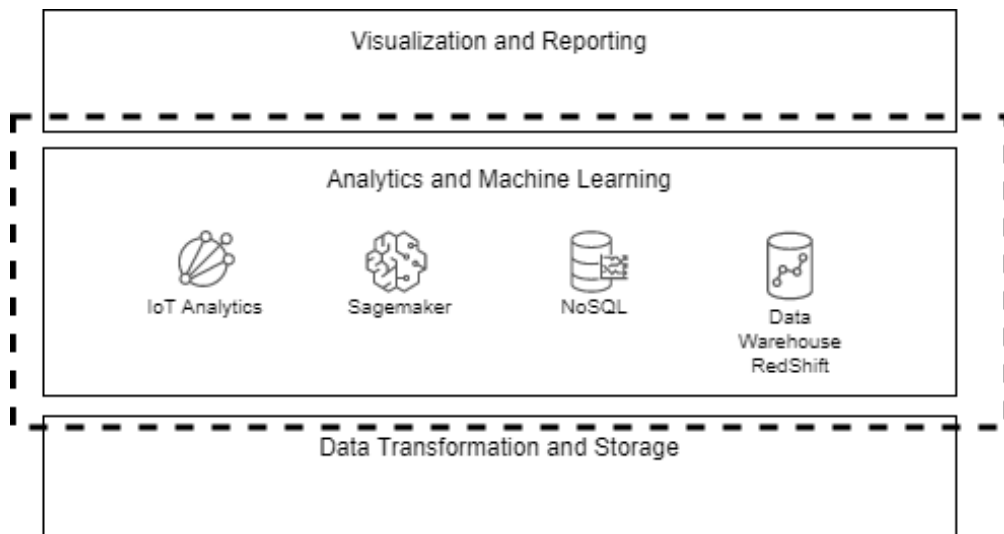 Visualization and Reporting
Analytics and Machine Learning
IoT Analytics
Sagemaker
NoSQL
Data
Warehouse
RedShift
Data Transformation and Storage